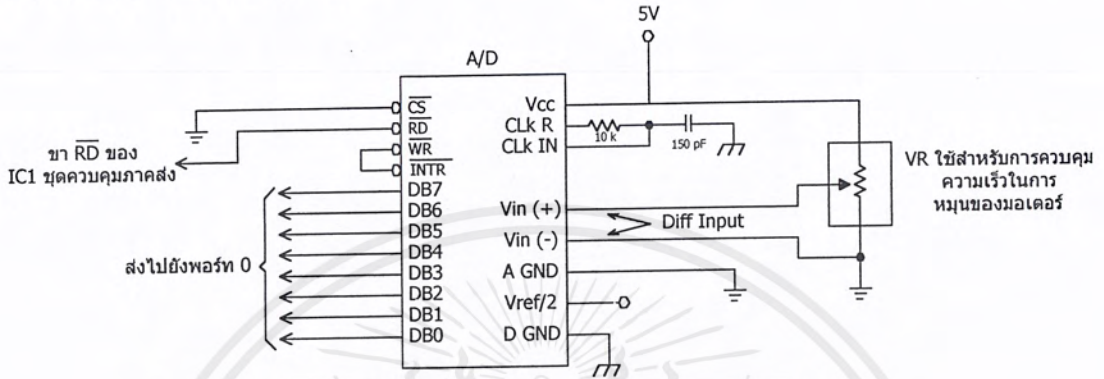 5V
A/D
CS
RD
WR
INTR
DB7
DB6
DB5
DB4
DB3
DB2
DB1
DB0
Vcc
CLk R
CLk IN
Vin (+)
Vin (-)
A GND
Vref/2
D GND
10 k
150 pF
Diff Input
ขา RD ของ
IC1 ชุดควบคุมภาคส่ง
ส่งไปยังพอร์ท 0
VR ใช้สำหรับการควบคุม
ความเร็วในการ
หมุนของมอเตอร์